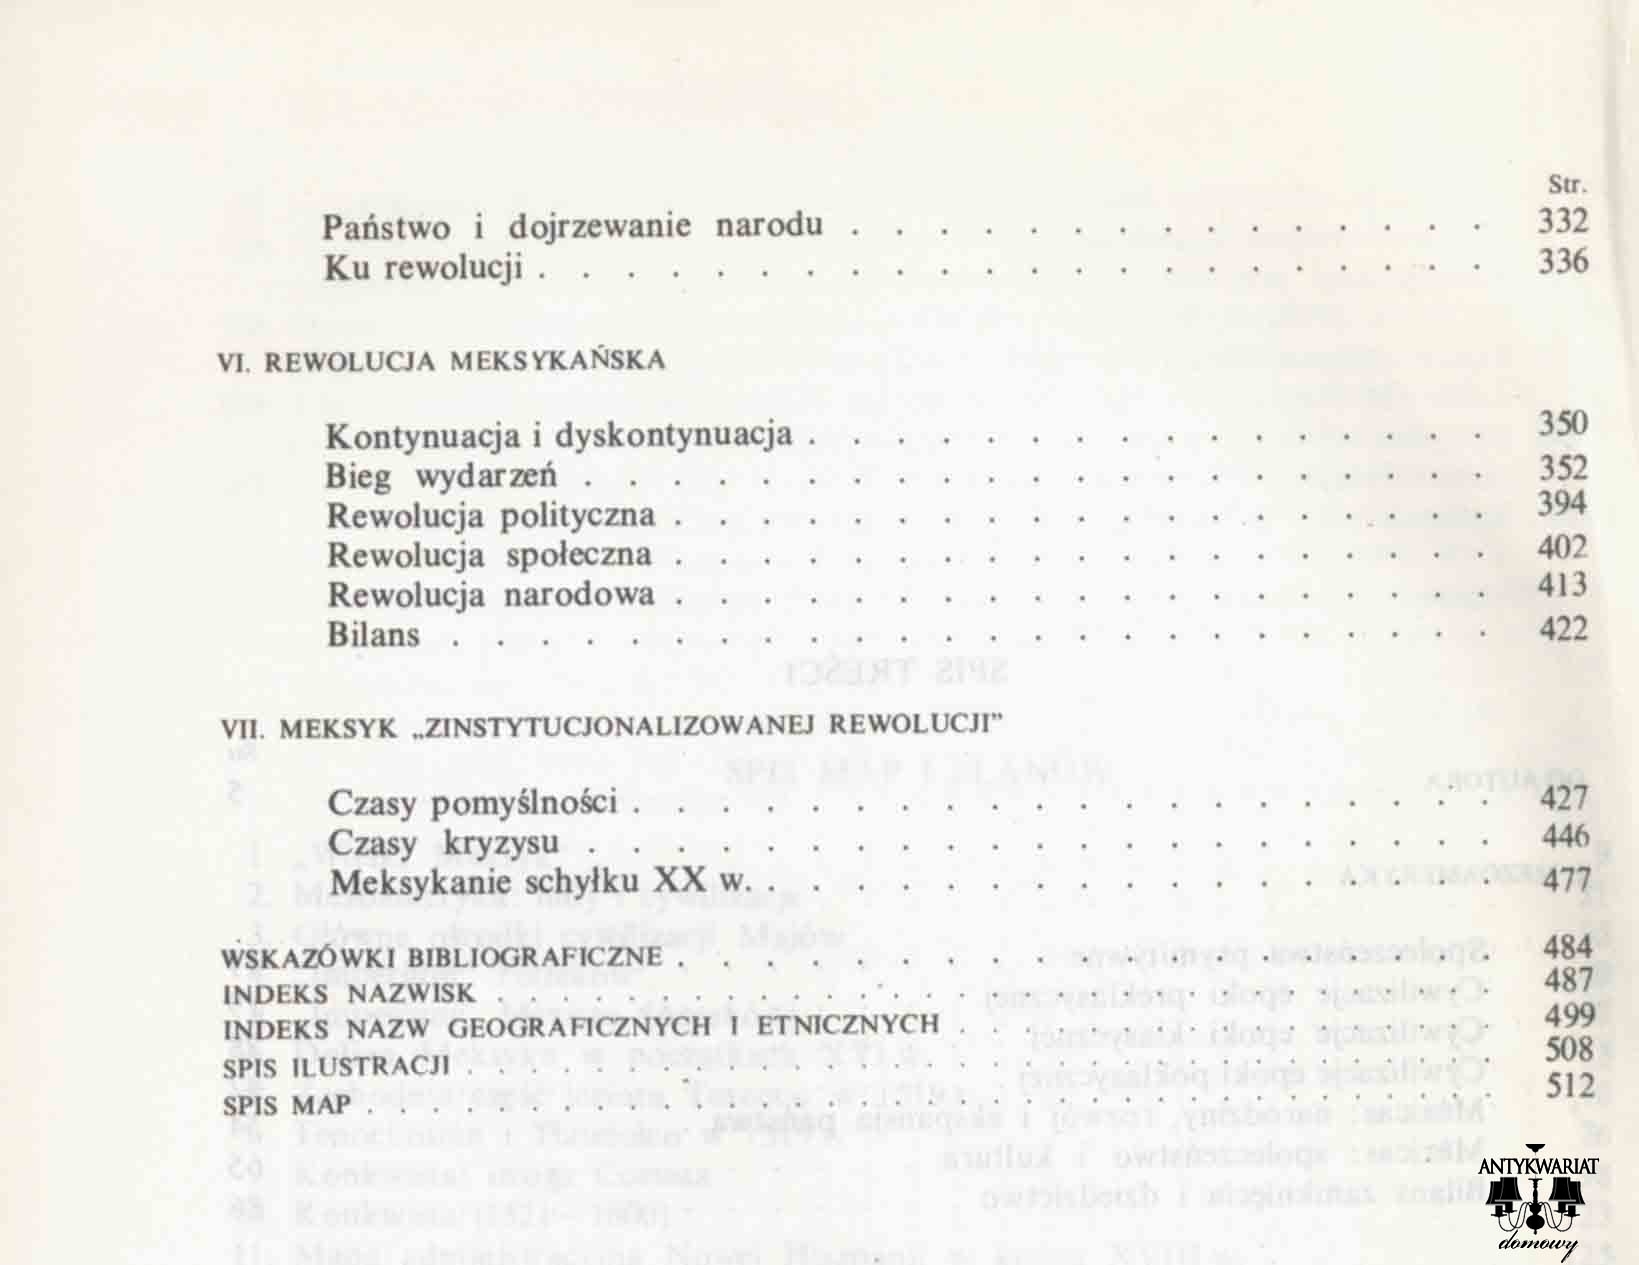 Str.
Państwo i dojrzewanie narodu . . . . . . . . . . . . . . . 332
Ku rewolucji . . . . . . . . . . . . . . . . . . . . . . 336
VI. REWOLUCJA MEKSYKAŃSKA
Kontynuacja i dyskontynuacja . . . . . . . . . . . . . . . . 350
Bieg wydarzeń . . . . . . . . . . . . . . . . . . . . . 352
Rewolucja polityczna . . . . . . . . . . . . . . . . . . . 394
Rewolucja społeczna . . . . . . . . . . . . . . . . . . . 402
Rewolucja narodowa . . . . . . . . . . . . . . . . . . . 413
Bilans . . . . . . . . . . . . . . . . . . . . . . . . 422
VII. MEKSYK „ZINSTYTUCJONALIZOWANEJ REWOLUCJI”
Czasy pomyślności . . . . . . . . . . . . . . . . . . . . 427
Czasy kryzysu . . . . . . . . . . . . . . . . . . . . . 446
Meksykanie schyłku XX w. . . . . . . . . . . . . . . . . . 477
WSKAZÓWKI BIBLIOGRAFICZNE . . . . . . . . . . . . . . . . . . . 484
INDEKS NAZWISK . . . . . . . . . . . . . . . . . . . . . . . 487
INDEKS NAZW GEOGRAFICZNYCH I ETNICZNYCH . . . . . . . . . . . . . 499
SPIS ILUSTRACJI . . . . . . . . . . . . . . . . . . . . . . . . 508
SPIS MAP . . . . . . . . . . . . . . . . . . . . . . . . . . 512
ANTYKWARIAT
domowy